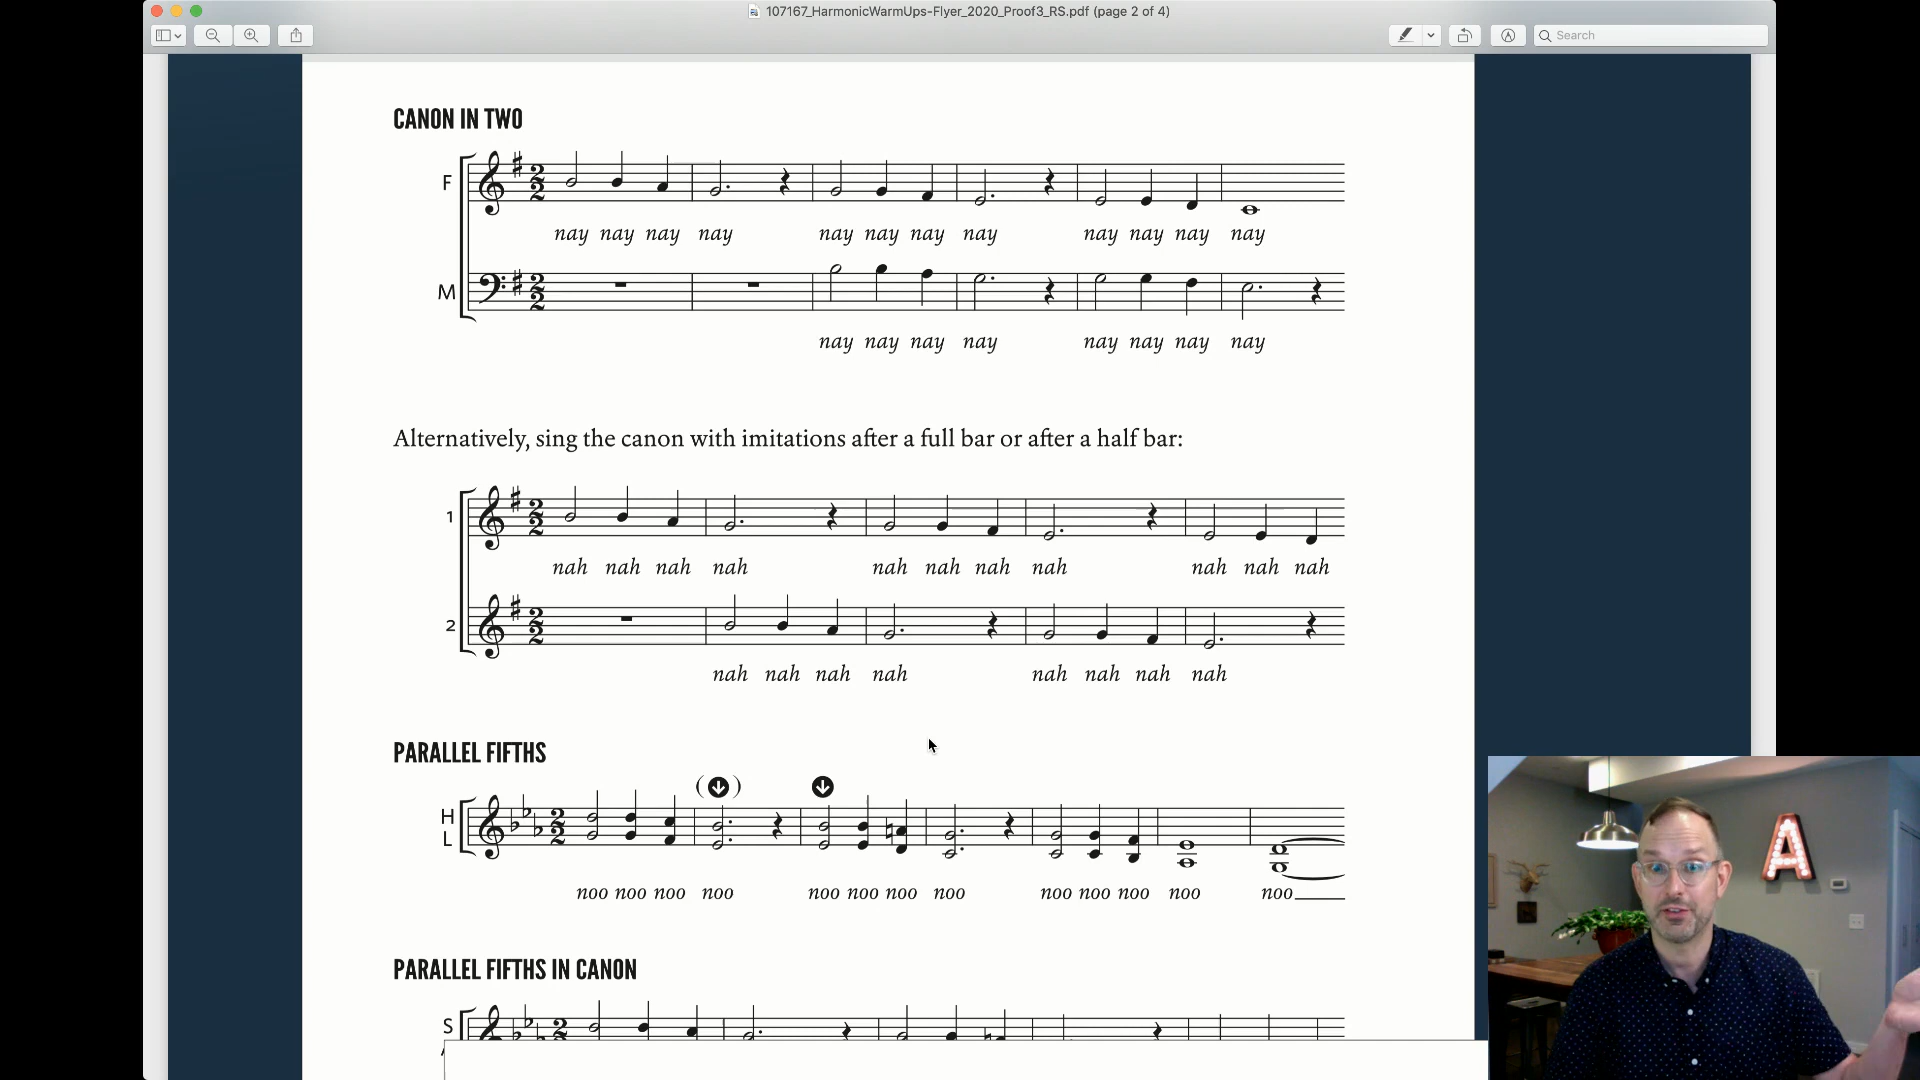 107167_HarmonicWarmUps-Flyer_2020_Proof3_RS.pdf (page 2 of 4)
Search
CANON IN TWO
F
nay nay nay nay nay nay nay nay nay nay nay nay
M
nay nay nay nay nay nay nay nay
Alternatively, sing the canon with imitations after a full bar or after a half bar:
1
nah nah nah nah nah nah nah nah nah nah nah
2
nah nah nah nah nah nah nah nah
PARALLEL FIFTHS
H
L
noo noo noo noo noo noo noo noo noo noo noo noo noo
PARALLEL FIFTHS IN CANON
S
A